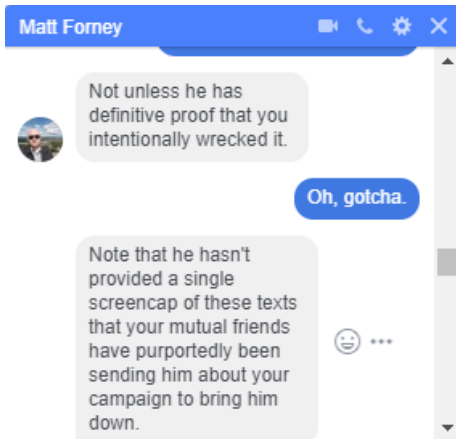 Matt Forney
Not unless he has
definitive proof that you
intentionally wrecked it.
Oh, gotcha.
Note that he hasn't
provided a single
screencap of these texts
that your mutual friends
have purportedly been
sending him about your
campaign to bring him
down.